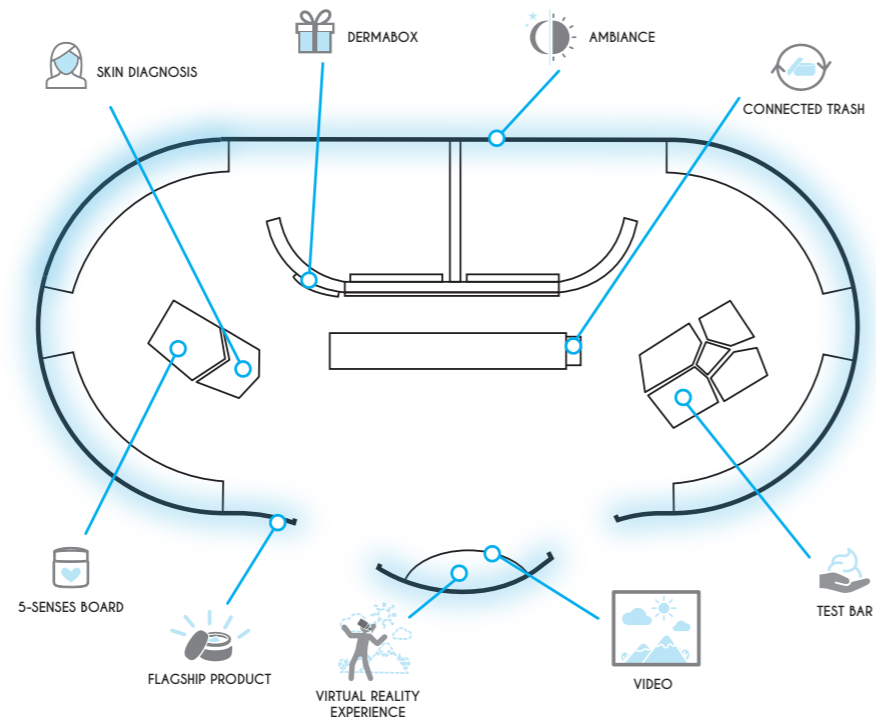 DERMABOX
AMBIANCE
SKIN DIAGNOSIS
CONNECTED TRASH
5-SENSES BOARD
TEST BAR
FLAGSHIP PRODUCT
VIRTUAL REALITY
EXPERIENCE
VIDEO